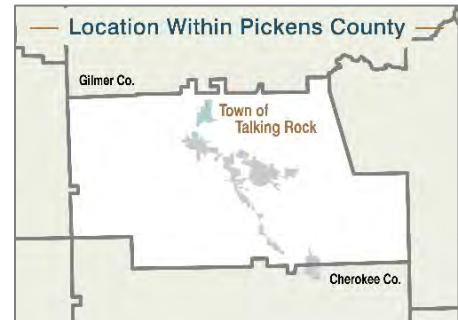 Location Within Pickens County
Gilmer Co.
Town of
Talking Rock
Cherokee Co.